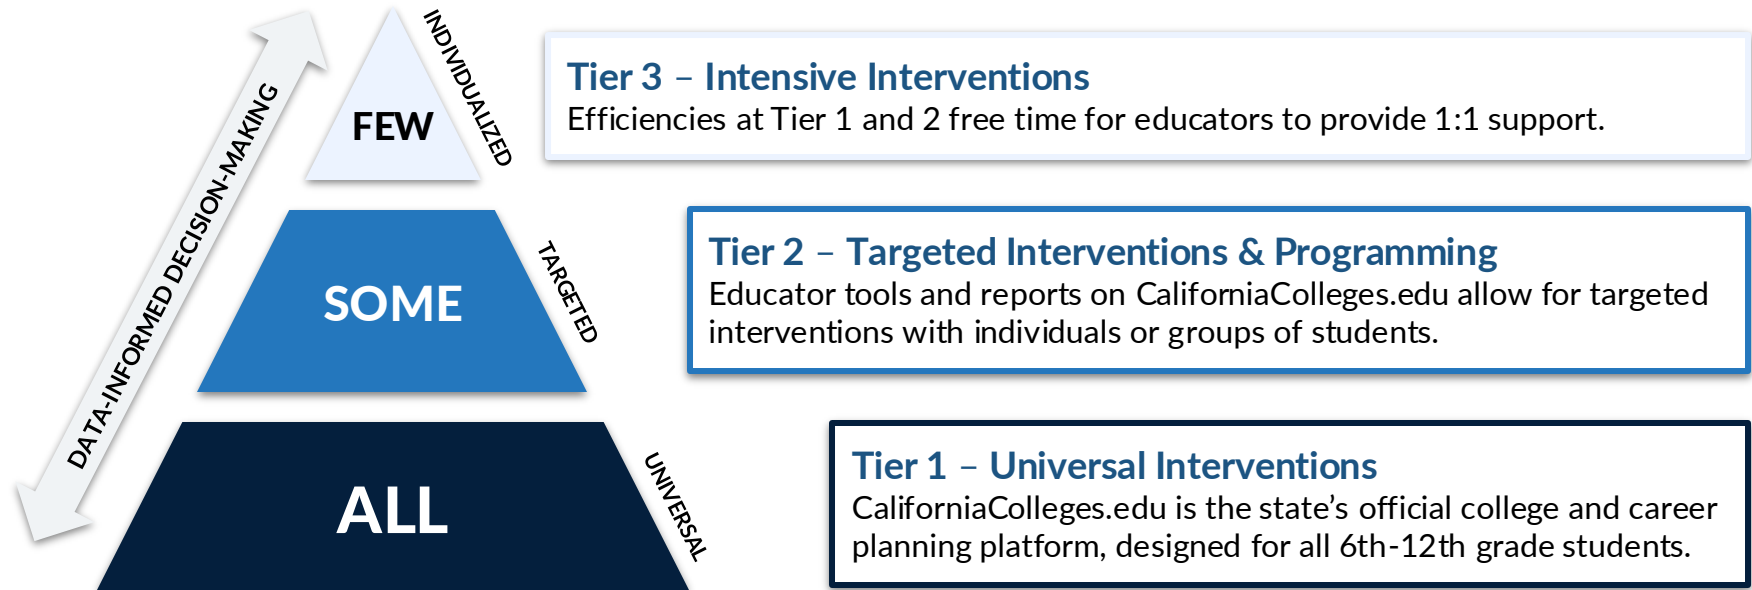 DATA-INFORMED DECISION-MAKING
FEW
INDIVIDUALIZED
Tier 3 – Intensive Interventions
Efficiencies at Tier 1 and 2 free time for educators to provide 1:1 support.
SOME
TARGETED
Tier 2 – Targeted Interventions & Programming
Educator tools and reports on CaliforniaColleges.edu allow for targeted
interventions with individuals or groups of students.
ALL
UNIVERSAL
Tier 1 – Universal Interventions
CaliforniaColleges.edu is the state’s official college and career
planning platform, designed for all 6th-12th grade students.